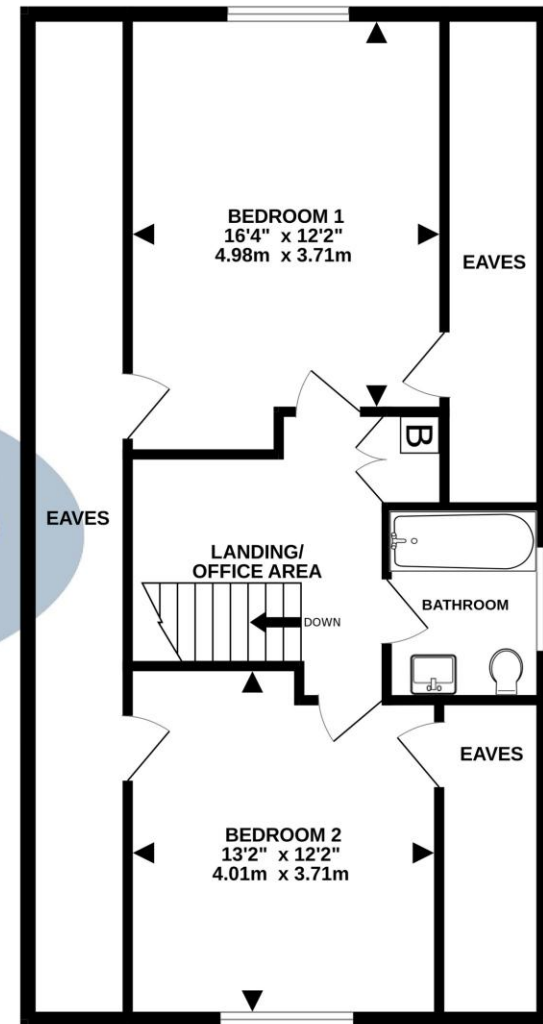 BEDROOM 1
16'4" x 12'2"
4.98m x 3.71m
EAVES
B
EAVES
LANDING/
OFFICE AREA
DOWN
BATHROOM
EAVES
BEDROOM 2
13'2" x 12'2"
4.01m x 3.71m